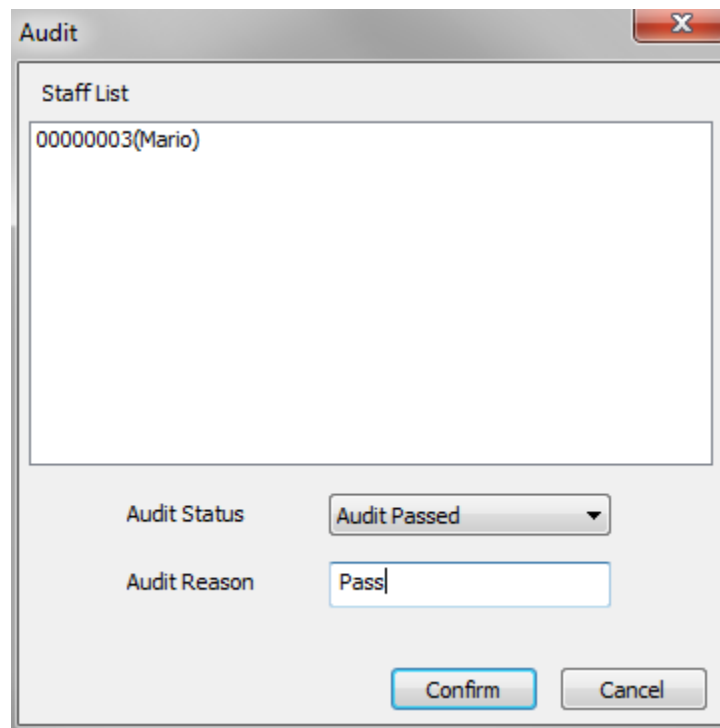 Audit
Staff List
00000003(Mario)
Audit Status
Audit Passed
Audit Reason
Pass
Confirm
Cancel